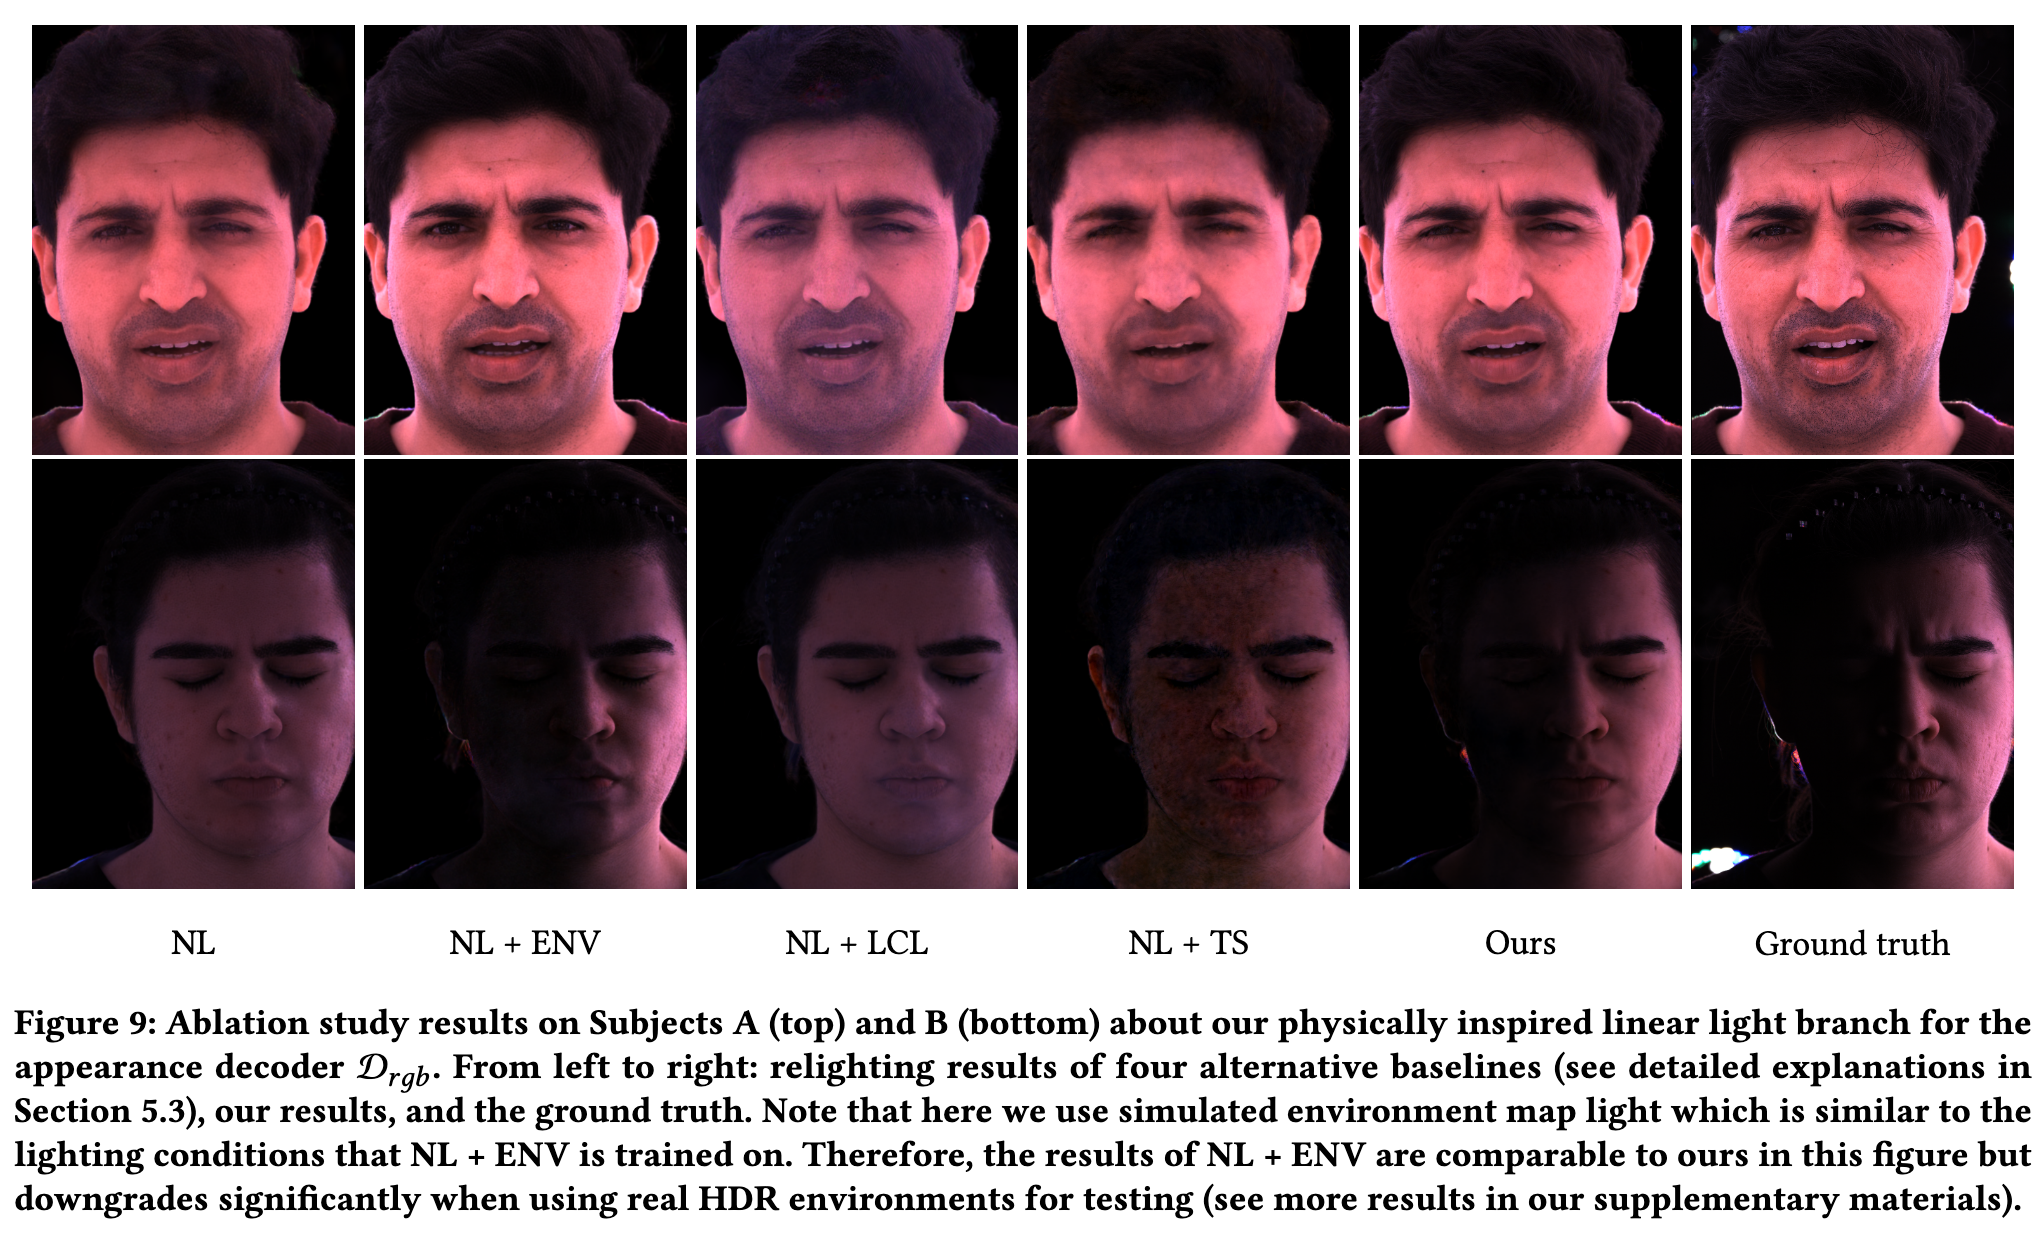 NL
NL + ENV
NL + LCL
NL + TS
Ours
Ground truth
Figure 9: Ablation study results on Subjects A (top) and B (bottom) about our physically inspired linear light branch for the
appearance decoder 𝒟rgb. From left to right: relighting results of four alternative baselines (see detailed explanations in
Section 5.3), our results, and the ground truth. Note that here we use simulated environment map light which is similar to the
lighting conditions that NL + ENV is trained on. Therefore, the results of NL + ENV are comparable to ours in this figure but
downgrades significantly when using real HDR environments for testing (see more results in our supplementary materials).